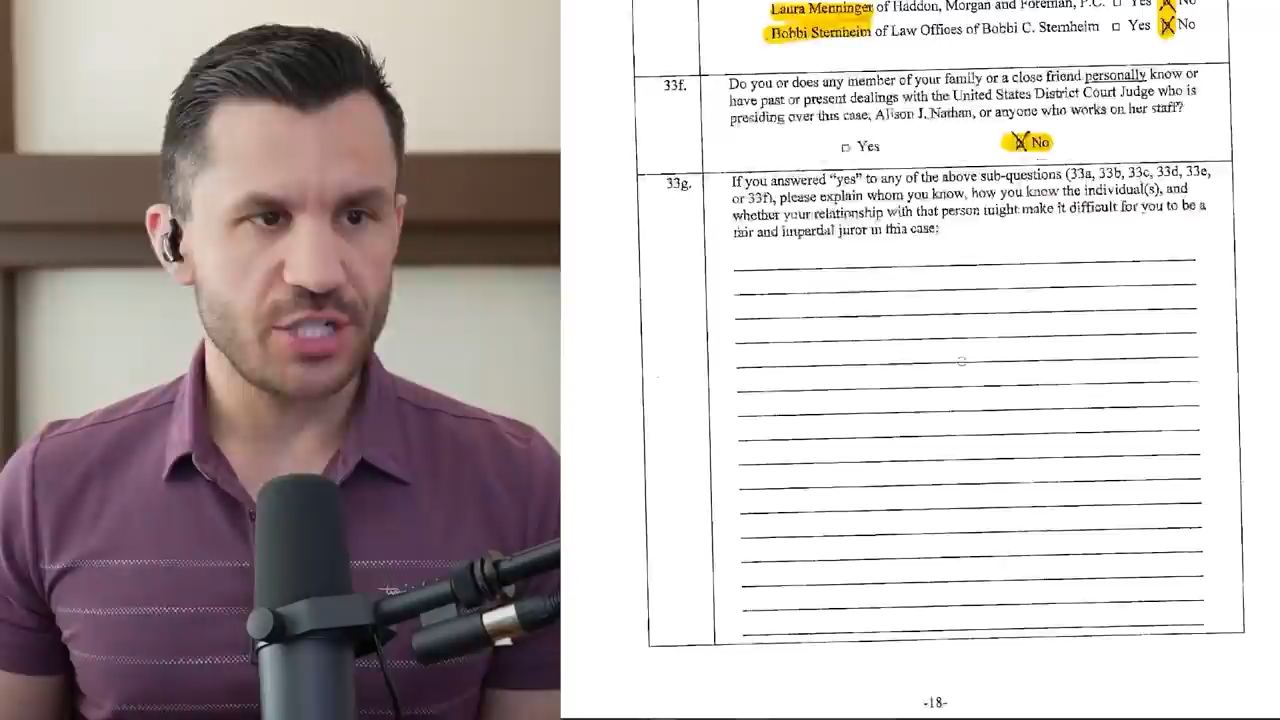 Laura Menninger of Haddon, Morgan and Foreman, P.C. □ Yes ☒ No
Bobbi Sternheim of Law Offices of Bobbi C. Sternheim □ Yes ☒ No
33f. Do you or does any member of your family or a close friend personally know or
have past or present dealings with the United States District Court Judge who is
presiding over this case, Alison J. Nathan, or anyone who works on her staff?
□ Yes ☒ No
33g. If you answered "yes" to any of the above sub-questions (33a, 33b, 33c, 33d, 33e,
or 33f), please explain whom you know, how you know the individual(s), and
whether your relationship with that person might make it difficult for you to be a
fair and impartial juror in this case:
-18-